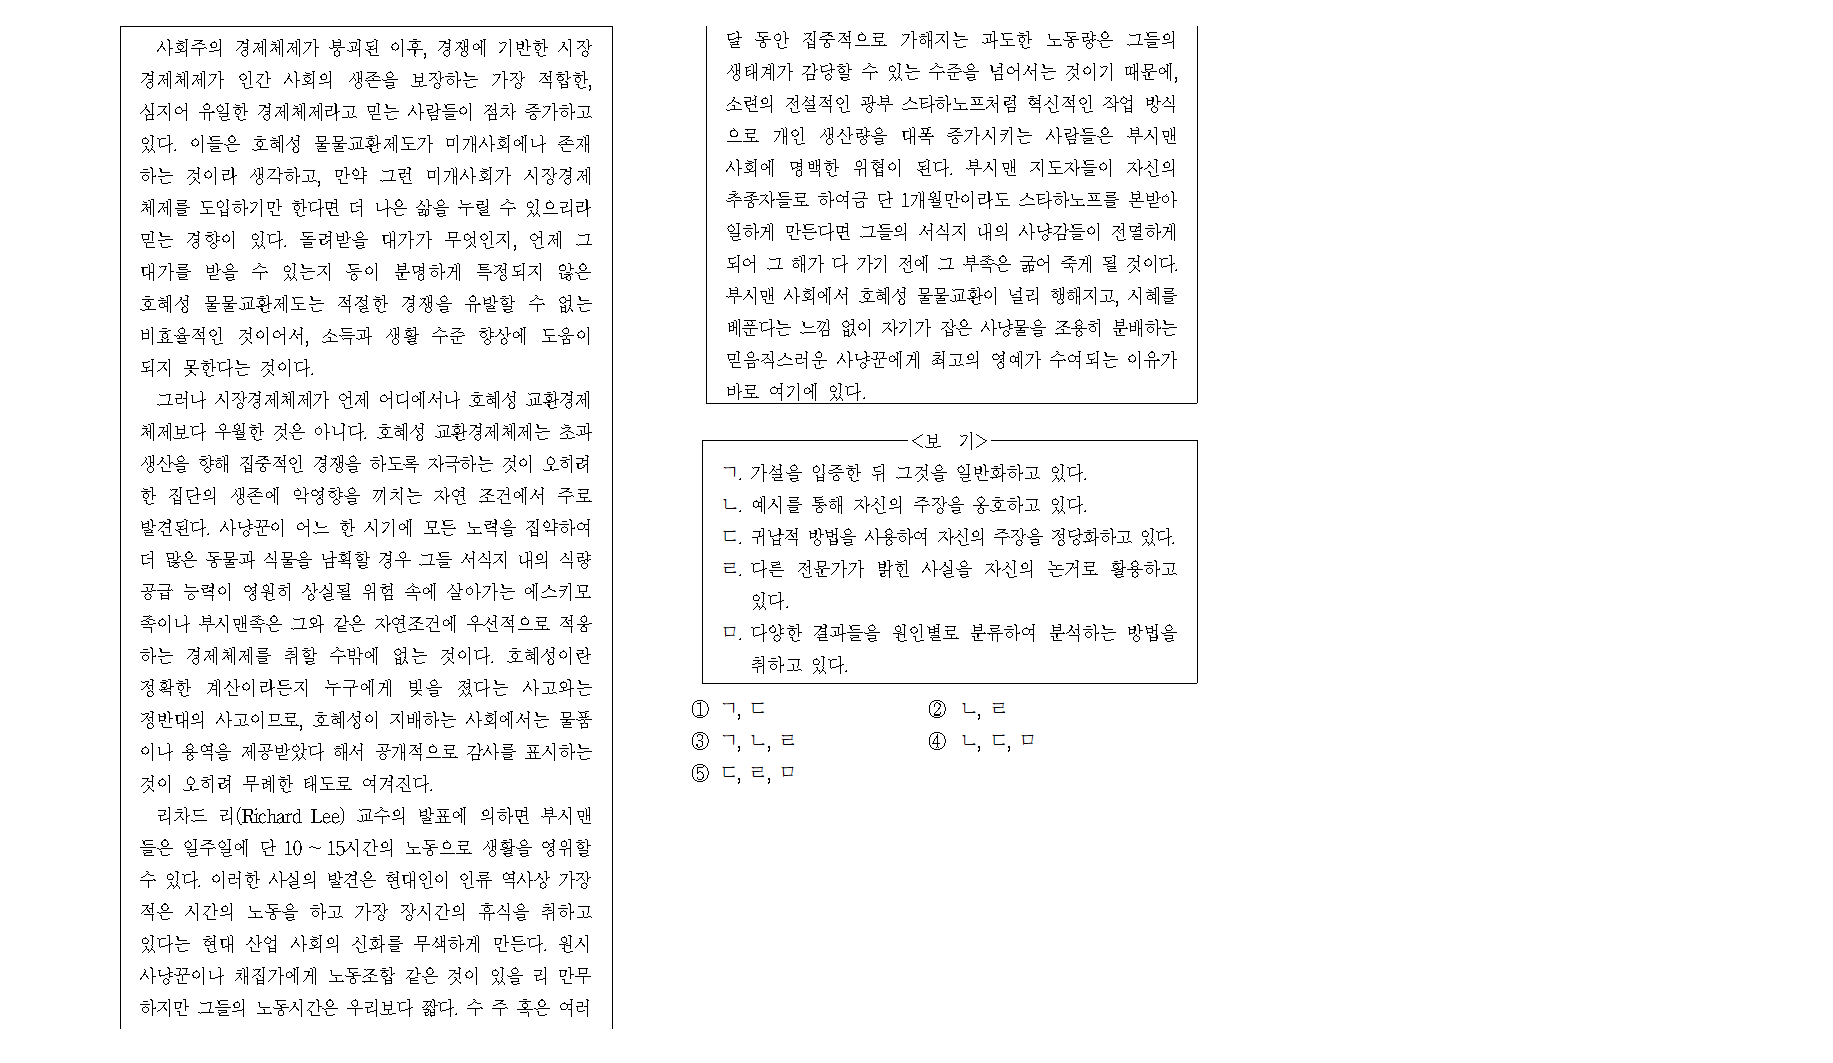 사회주의 경제체제가 붕괴된 이후, 경쟁에 기반한 시장
경제체제가 인간 사회의 생존을 보장하는 가장 적합한,
심지어 유일한 경제체제라고 믿는 사람들이 점차 증가하고
있다. 이들은 호혜성 물물교환제도가 미개사회에나 존재
하는 것이라 생각하고, 만약 그런 미개사회가 시장경제
체제를 도입하기만 한다면 더 나은 삶을 누릴 수 있으리라
믿는 경향이 있다. 돌려받을 대가가 무엇인지, 언제 그
대가를 받을 수 있는지 등이 분명하게 특정되지 않은
호혜성 물물교환제도는 적절한 경쟁을 유발할 수 없는
비효율적인 것이어서, 소득과 생활 수준 향상에 도움이
되지 못한다는 것이다.
그러나 시장경제체제가 언제 어디에서나 호혜성 교환경제
체제보다 우월한 것은 아니다. 호혜성 교환경제체제는 초과
생산을 향해 집중적인 경쟁을 하도록 자극하는 것이 오히려
한 집단의 생존에 악영향을 끼치는 자연 조건에서 주로
발견된다. 사냥꾼이 어느 한 시기에 모든 노력을 집약하여
더 많은 동물과 식물을 남획할 경우 그들 서식지 내의 식량
공급 능력이 영원히 상실될 위험 속에 살아가는 에스키모
족이나 부시맨족은 그와 같은 자연조건에 우선적으로 적응
하는 경제체제를 취할 수밖에 없는 것이다. 호혜성이란
정확한 계산이라든지 누구에게 빚을 졌다는 사고와는
정반대의 사고이므로, 호혜성이 지배하는 사회에서는 물품
이나 용역을 제공받았다 해서 공개적으로 감사를 표시하는
것이 오히려 무례한 태도로 여겨진다.
리차드 리(Richard Lee) 교수의 발표에 의하면 부시맨
들은 일주일에 단 10 ~ 15시간의 노동으로 생활을 영위할
수 있다. 이러한 사실의 발견은 현대인이 인류 역사상 가장
적은 시간의 노동을 하고 가장 장시간의 휴식을 취하고
있다는 현대 산업 사회의 신화를 무색하게 만든다. 원시
사냥꾼이나 채집가에게 노동조합 같은 것이 있을 리 만무
하지만 그들의 노동시간은 우리보다 짧다. 수 주 혹은 여러
달 동안 집중적으로 가해지는 과도한 노동량은 그들의
생태계가 감당할 수 있는 수준을 넘어서는 것이기 때문에,
소련의 전설적인 광부 스타하노프처럼 혁신적인 작업 방식
으로 개인 생산량을 대폭 증가시키는 사람들은 부시맨
사회에 명백한 위협이 된다. 부시맨 지도자들이 자신의
추종자들로 하여금 단 1개월만이라도 스타하노프를 본받아
일하게 만든다면 그들의 서식지 내의 사냥감들이 전멸하게
되어 그 해가 다 가기 전에 그 부족은 굶어 죽게 될 것이다.
부시맨 사회에서 호혜성 물물교환이 널리 행해지고, 시혜를
베푼다는 느낌 없이 자기가 잡은 사냥물을 조용히 분배하는
믿음직스러운 사냥꾼에게 최고의 영예가 수여되는 이유가
바로 여기에 있다.
<보 기>
ㄱ. 가설을 입증한 뒤 그것을 일반화하고 있다.
ㄴ. 예시를 통해 자신의 주장을 옹호하고 있다.
ㄷ. 귀납적 방법을 사용하여 자신의 주장을 정당화하고 있다.
ㄹ. 다른 전문가가 밝힌 사실을 자신의 논거로 활용하고
있다.
ㅁ. 다양한 결과들을 원인별로 분류하여 분석하는 방법을
취하고 있다.
① ㄱ, ㄷ ② ㄴ, ㄹ
③ ㄱ, ㄴ, ㄹ ④ ㄴ, ㄷ, ㅁ
⑤ ㄷ, ㄹ, ㅁ